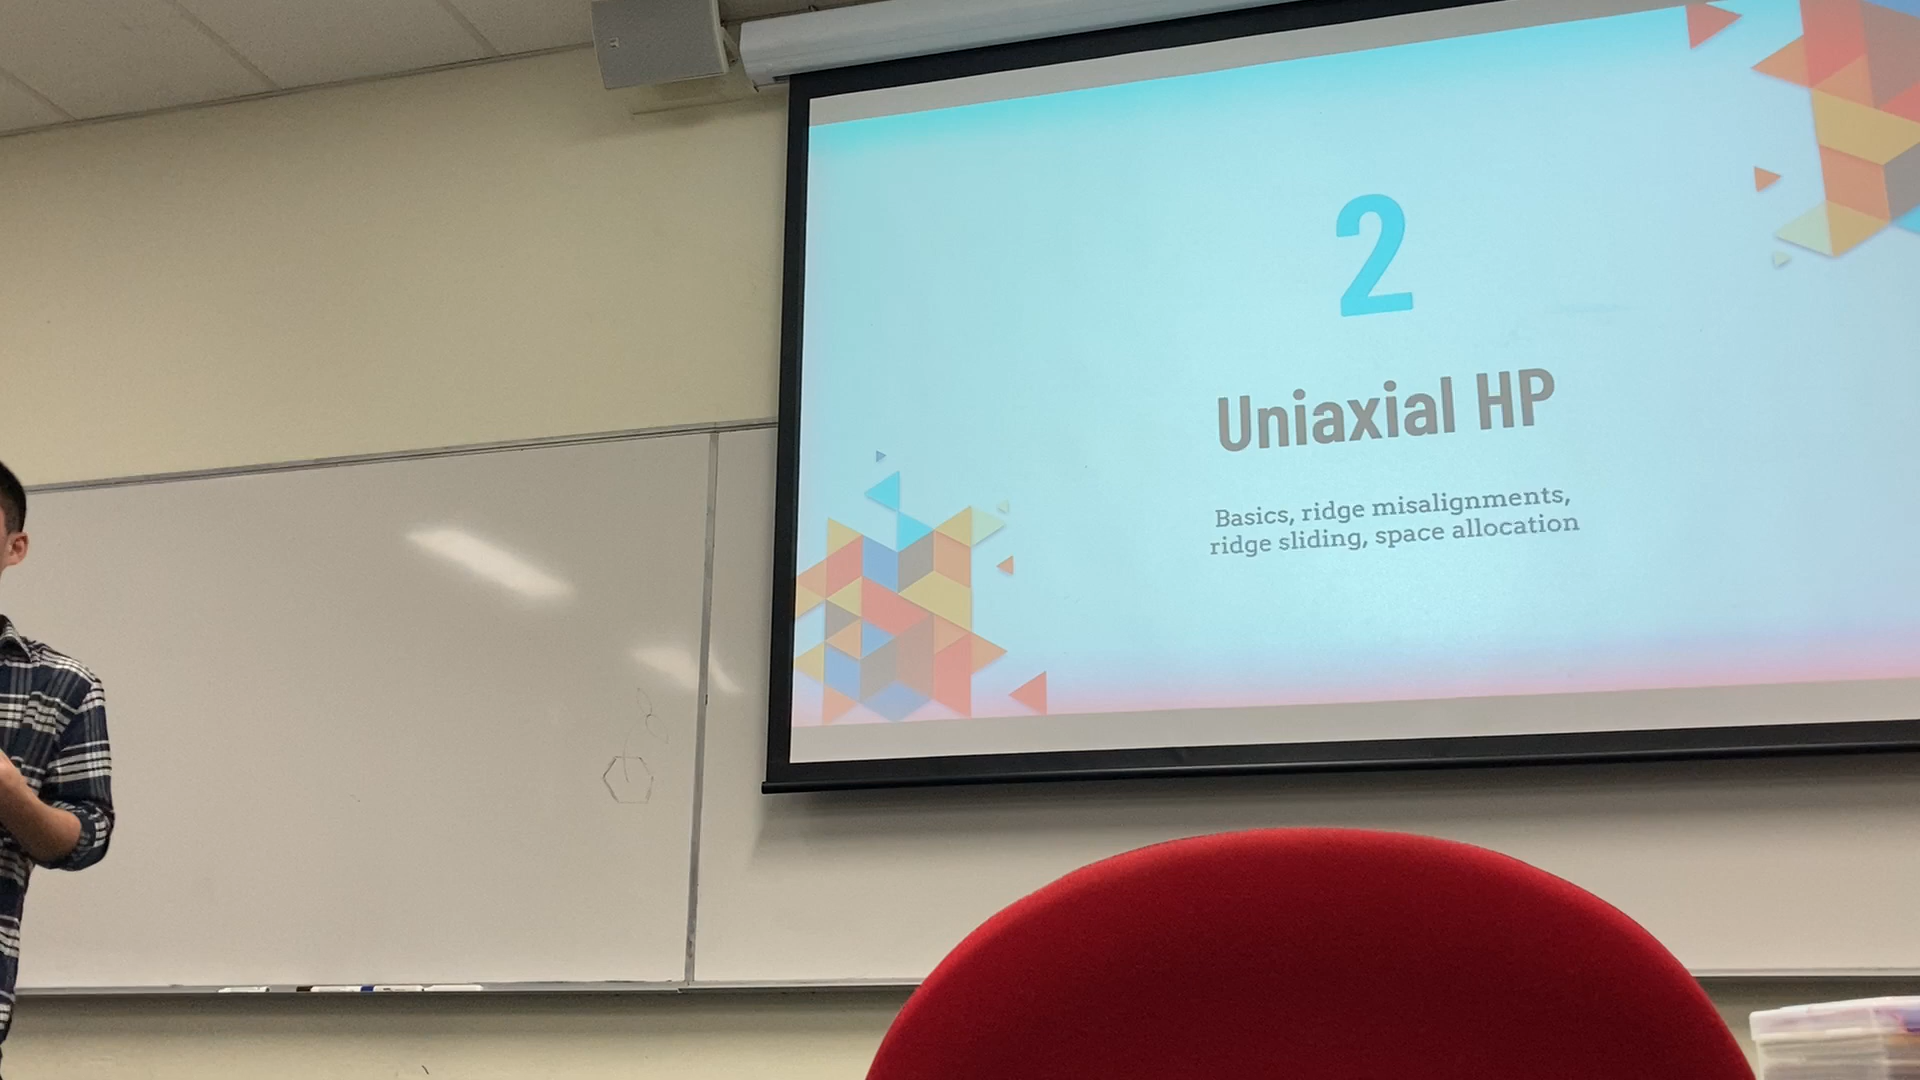 2
Uniaxial HP
Basics, ridge misalignments,
ridge sliding, space allocation